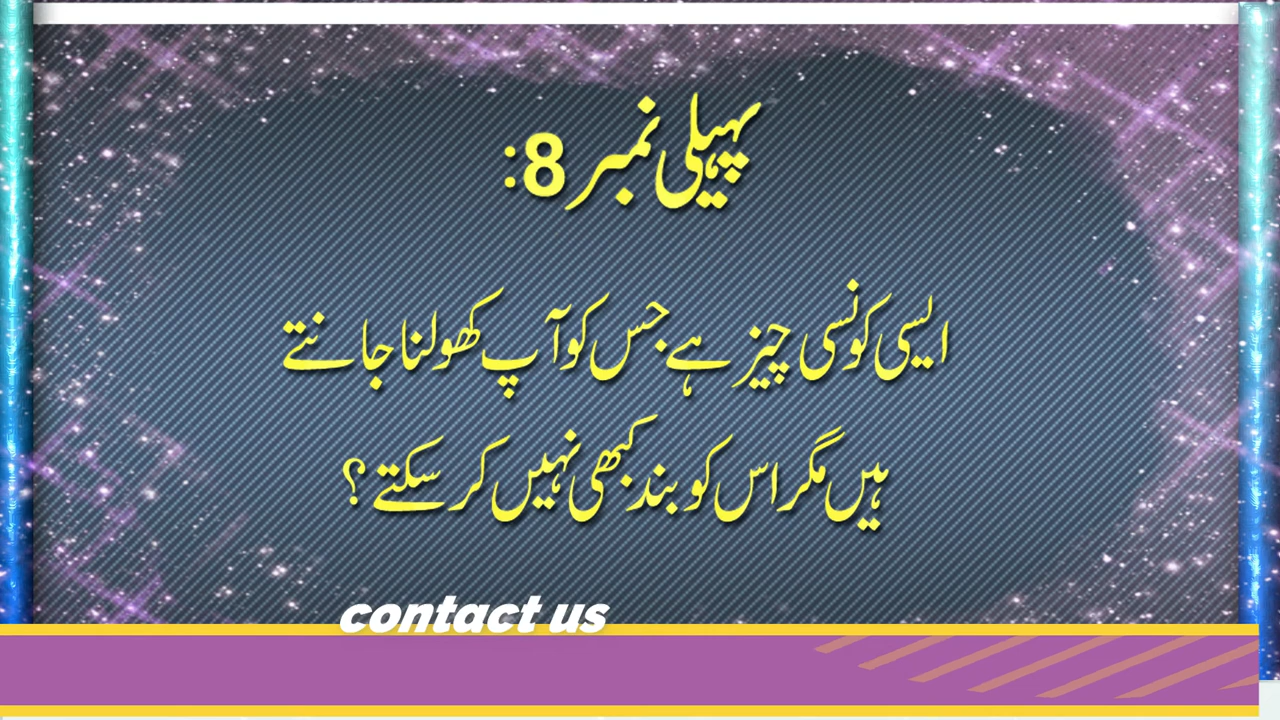 پہیلی نمبر 8:
ایسی کونسی چیز ہے جس کو آپ کھولنا جانتے
ہیں مگر اس کو بند کبھی نہیں کر سکتے؟
contact us